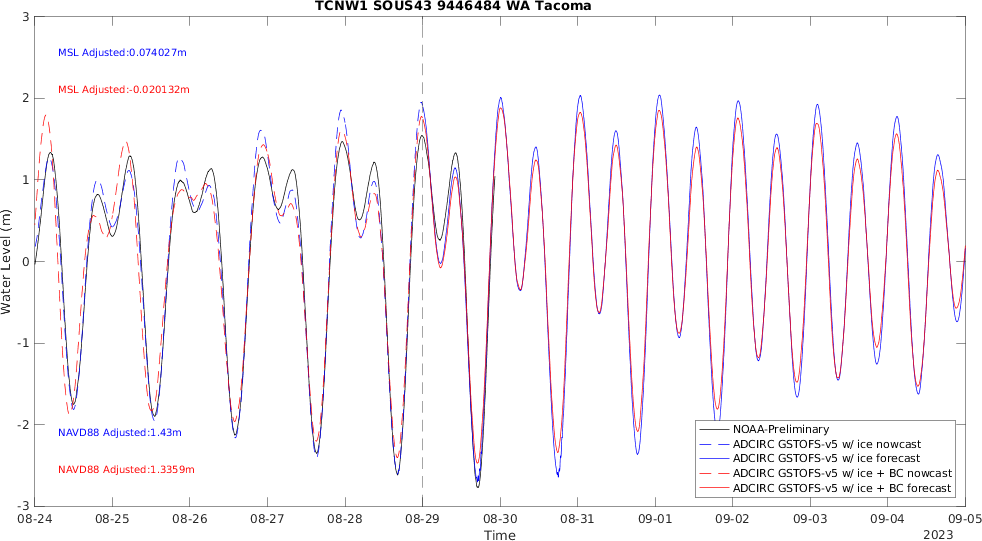 TCNW1 SOUS43 9446484 WA Tacoma
3
MSL Adjusted:0.074027m
MSL Adjusted:-0.020132m
2
1
0
-1
-2
-3
Water Level (m)
NAVD88 Adjusted:1.43m
NAVD88 Adjusted:1.3359m
NOAA-Preliminary
ADCIRC GSTOFS-v5 w/ ice nowcast
ADCIRC GSTOFS-v5 w/ ice forecast
ADCIRC GSTOFS-v5 w/ ice + BC nowcast
ADCIRC GSTOFS-v5 w/ ice + BC forecast
08-24 08-25 08-26 08-27 08-28 08-29 08-30 08-31 09-01 09-02 09-03 09-04 09-05
Time
2023